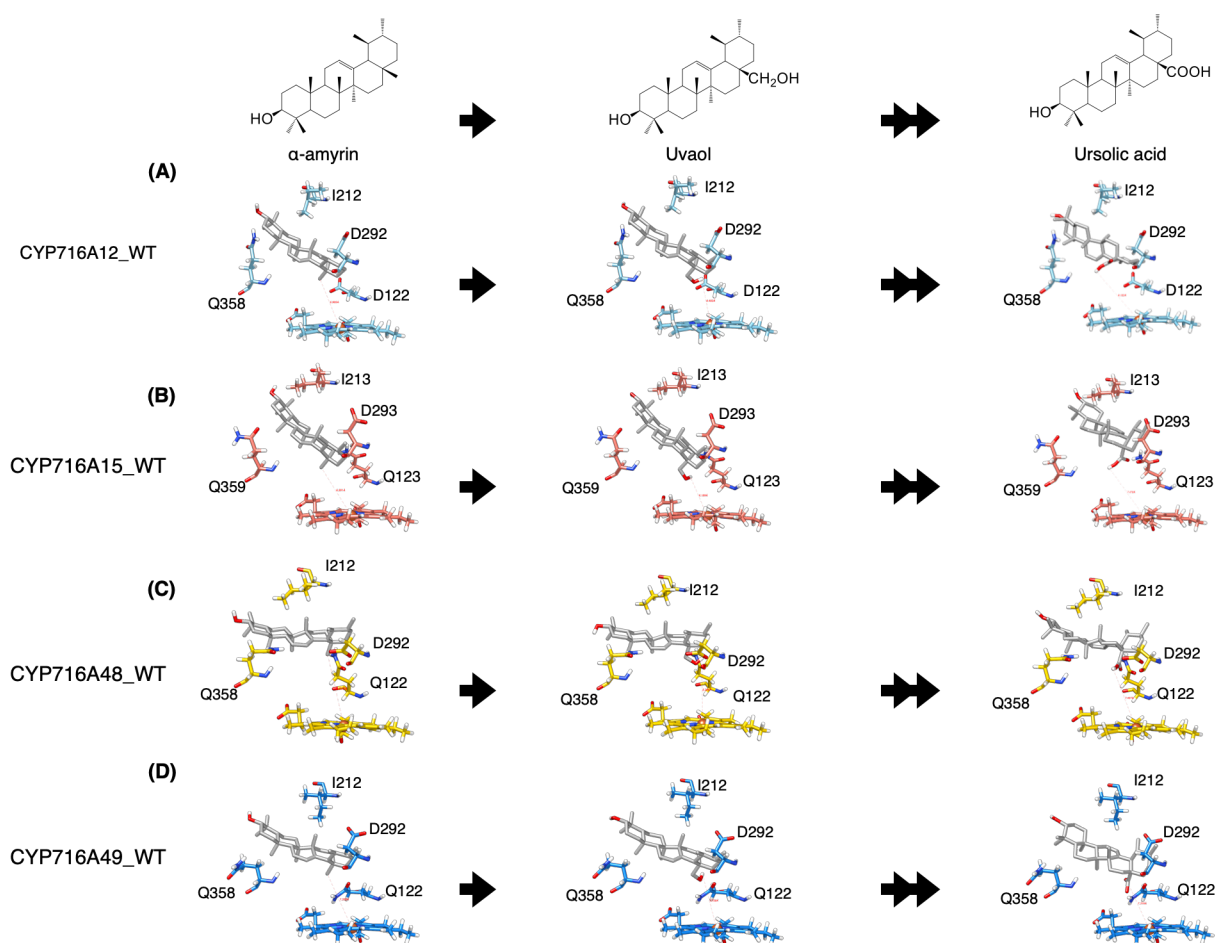 HO
CH₂OH
HO
COOH
HO
α-amyrin
Uvaol
Ursolic acid
(A)
CYP716A12_WT
I212
D292
Q358
D122
I212
D292
Q358
D122
I212
D292
Q358
D122
(B)
CYP716A15_WT
I213
D293
Q359
Q123
I213
D293
Q359
Q123
I213
D293
Q359
Q123
(C)
CYP716A48_WT
I212
D292
Q358
Q122
I212
D292
Q358
Q122
I212
D292
Q358
Q122
(D)
CYP716A49_WT
I212
D292
Q358
Q122
I212
D292
Q358
Q122
I212
D292
Q358
Q122